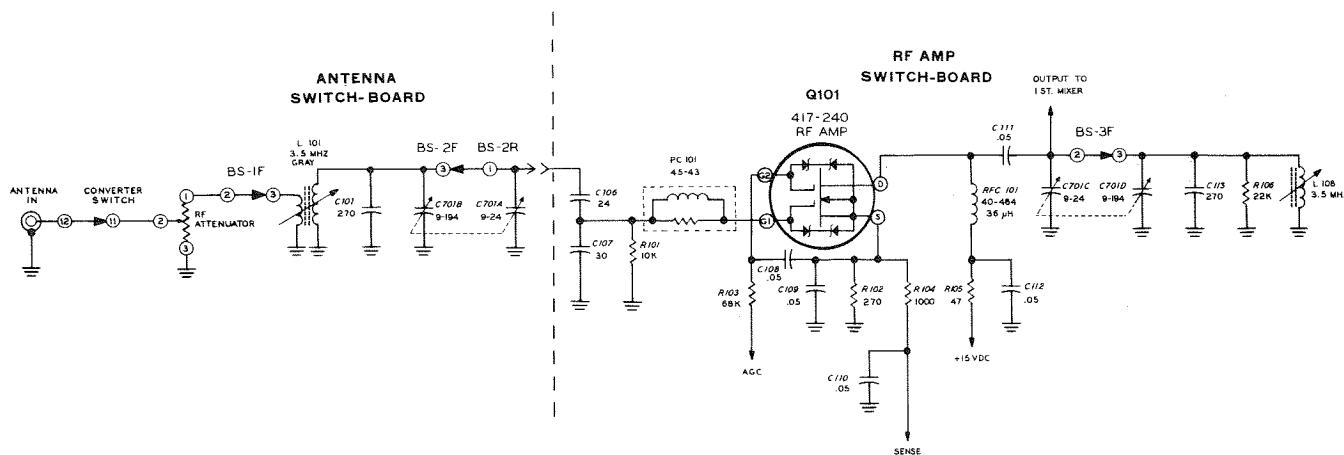 ANTENNA
SWITCH-BOARD
RF AMP
SWITCH-BOARD
ANTENNA
IN
12
CONVERTER
SWITCH
11
2
1
RF
ATTENUATOR
3
BS-1F
2
3
L 101
3.5 MHZ
GRAY
C101
270
BS-2F
3
BS-2R
1
C701B
9-194
C701A
9-24
C106
24
C107
30
R101
10K
PC 101
45-43
Q101
417-240
RF AMP
G2
G1
D
S
R103
68K
AGC
C108
.05
C109
.05
R102
270
R104
1000
C110
.05
SENSE
RFC 101
40-484
36 µH
R105
47
+15VDC
C112
.05
C111
.05
OUTPUT TO
1 ST. MIXER
BS-3F
2
3
C701C
9-24
C701D
9-194
C113
270
R106
22K
L 108
3.5 MH